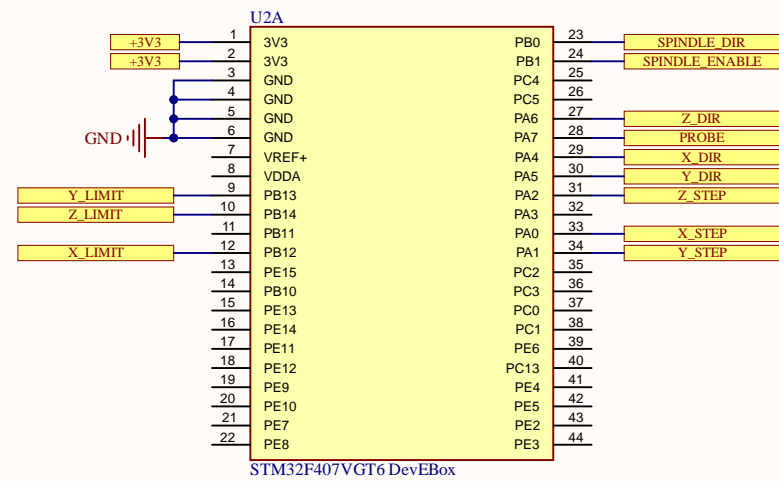 U2A
+3V3 1 3V3 PB0 23 SPINDLE_DIR
+3V3 2 3V3 PB1 24 SPINDLE_ENABLE
3 GND PC4 25
4 GND PC5 26
5 GND PA6 27 Z_DIR
GND 6 GND PA7 28 PROBE
7 VREF+ PA4 29 X_DIR
8 VDDA PA5 30 Y_DIR
Y_LIMIT 9 PB13 PA2 31 Z_STEP
Z_LIMIT 10 PB14 PA3 32
11 PB11 PA0 33 X_STEP
X_LIMIT 12 PB12 PA1 34 Y_STEP
13 PE15 PC2 35
14 PB10 PC3 36
15 PE13 PC0 37
16 PE14 PC1 38
17 PE11 PE6 39
18 PE12 PC13 40
19 PE9 PE4 41
20 PE10 PE5 42
21 PE7 PE2 43
22 PE8 PE3 44
STM32F407VGT6 DevEBox